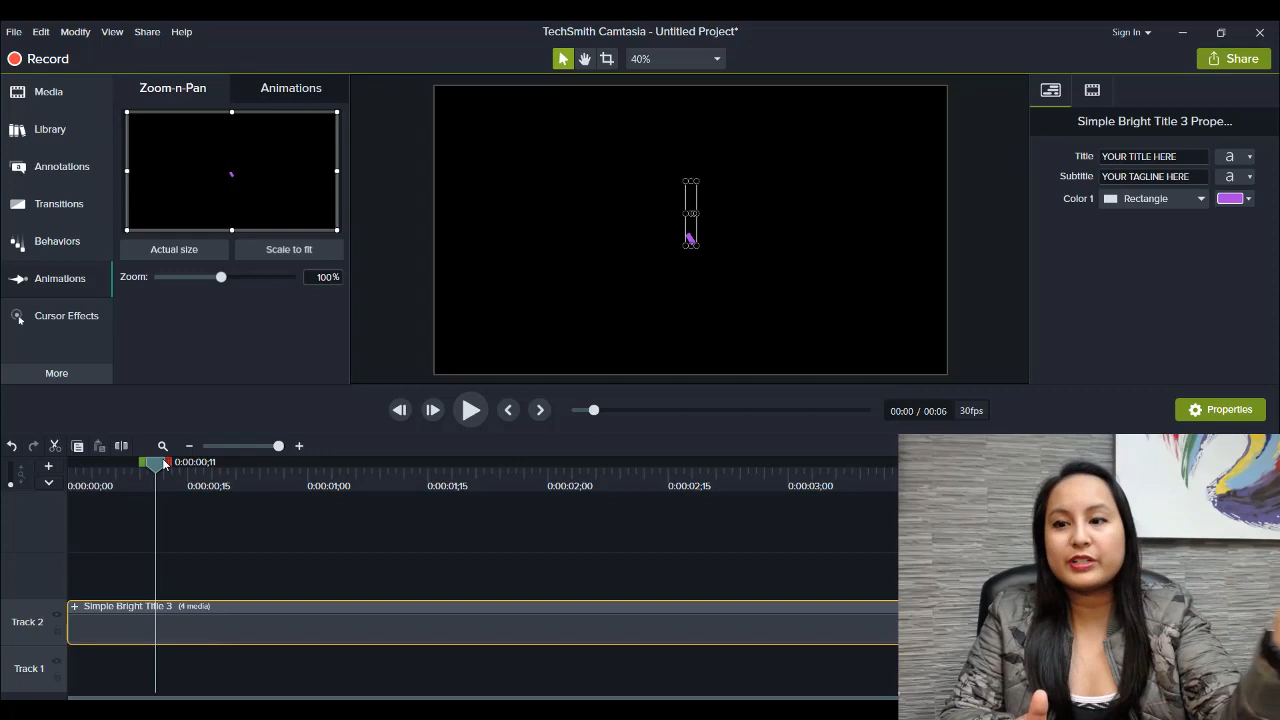 File Edit Modify View Share Help
TechSmith Camtasia - Untitled Project*
Sign In
Record
40%
Share
Media
Library
Annotations
Transitions
Behaviors
Animations
Cursor Effects
More
Zoom-n-Pan
Animations
Actual size
Scale to fit
Zoom:
100%
Simple Bright Title 3 Prope...
Title YOUR TITLE HERE a
Subtitle YOUR TAGLINE HERE a
Color 1 Rectangle
00:00 / 00:06
30fps
Properties
0:00:00;11
0:00:00;00 0:00:00;15 0:00:01;00 0:00:01;15 0:00:02;00 0:00:02;15 0:00:03;00
Simple Bright Title 3 (4 media)
Track 2
Track 1